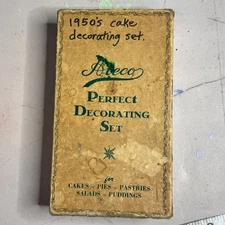 1950's cake
decorating set.
Ateco
PERFECT
DECORATING
SET
for
CAKES - PIES - PASTRIES
SALADS - PUDDINGS